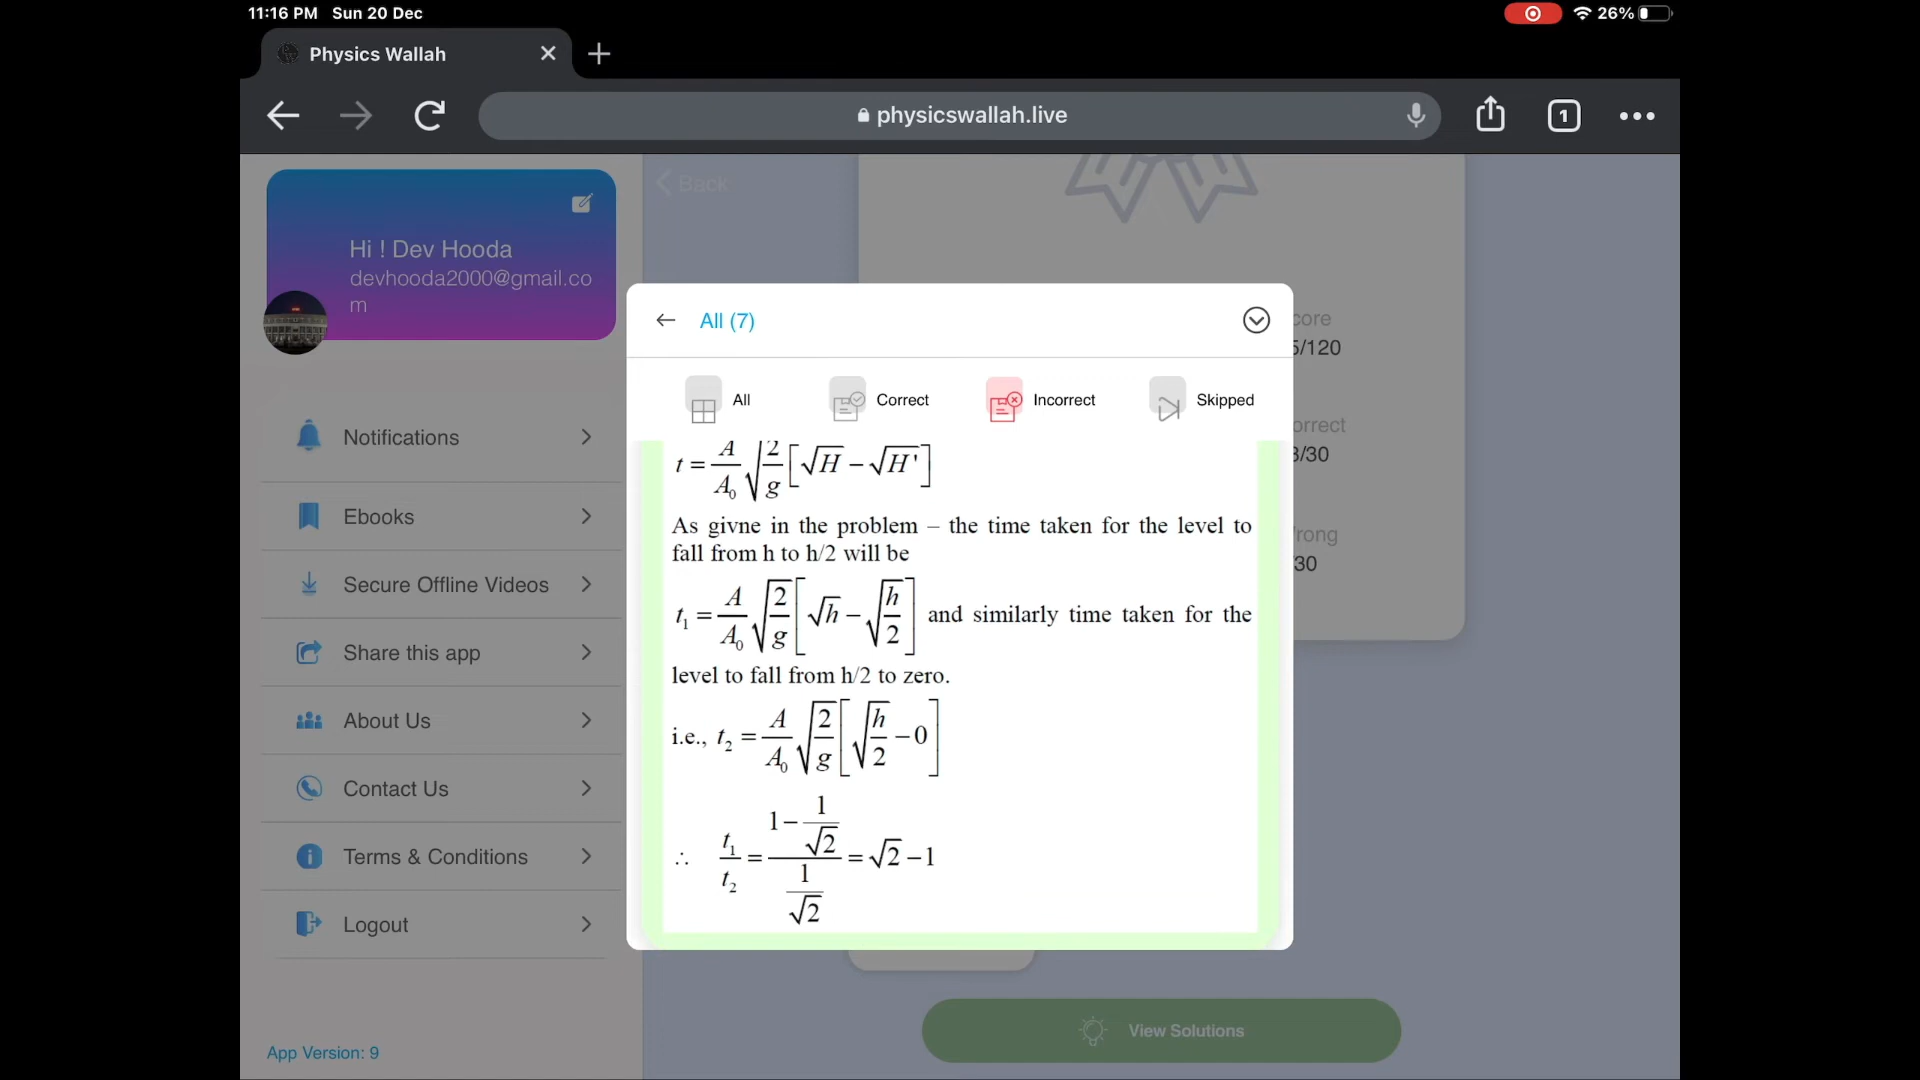 11:16 PM Sun 20 Dec
26%
Physics Wallah
physicswallah.live
1
Back
Hi ! Dev Hooda
devhooda2000@gmail.co
m
Notifications
Ebooks
Secure Offline Videos
Share this app
About Us
Contact Us
Terms & Conditions
Logout
App Version: 9
All (7)
All Correct Incorrect Skipped
t = A/A₀ √(2/g) [√H − √H']
As givne in the problem – the time taken for the level to
fall from h to h/2 will be
t₁ = A/A₀ √(2/g) [√h − √(h/2)] and similarly time taken for the
level to fall from h/2 to zero.
i.e., t₂ = A/A₀ √(2/g) [√(h/2) − 0]
∴ t₁/t₂ = (1 − 1/√2)/(1/√2) = √2 − 1
core
5/120
orrect
3/30
rong
30
View Solutions